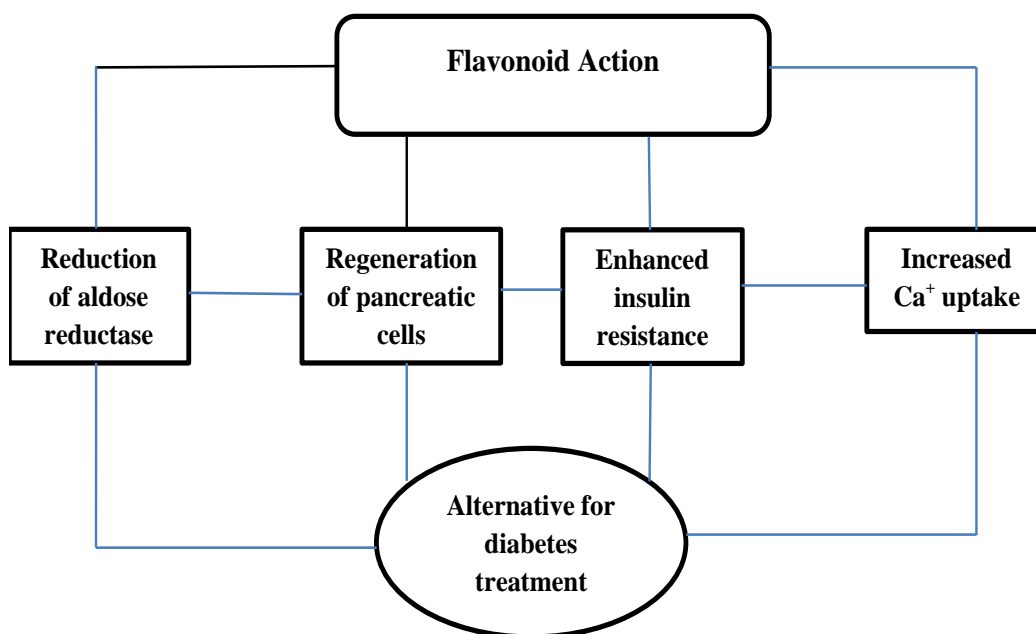 Flavonoid Action
Reduction
of aldose
reductase
Regeneration
of pancreatic
cells
Enhanced
insulin
resistance
Increased
Ca⁺ uptake
Alternative for
diabetes
treatment